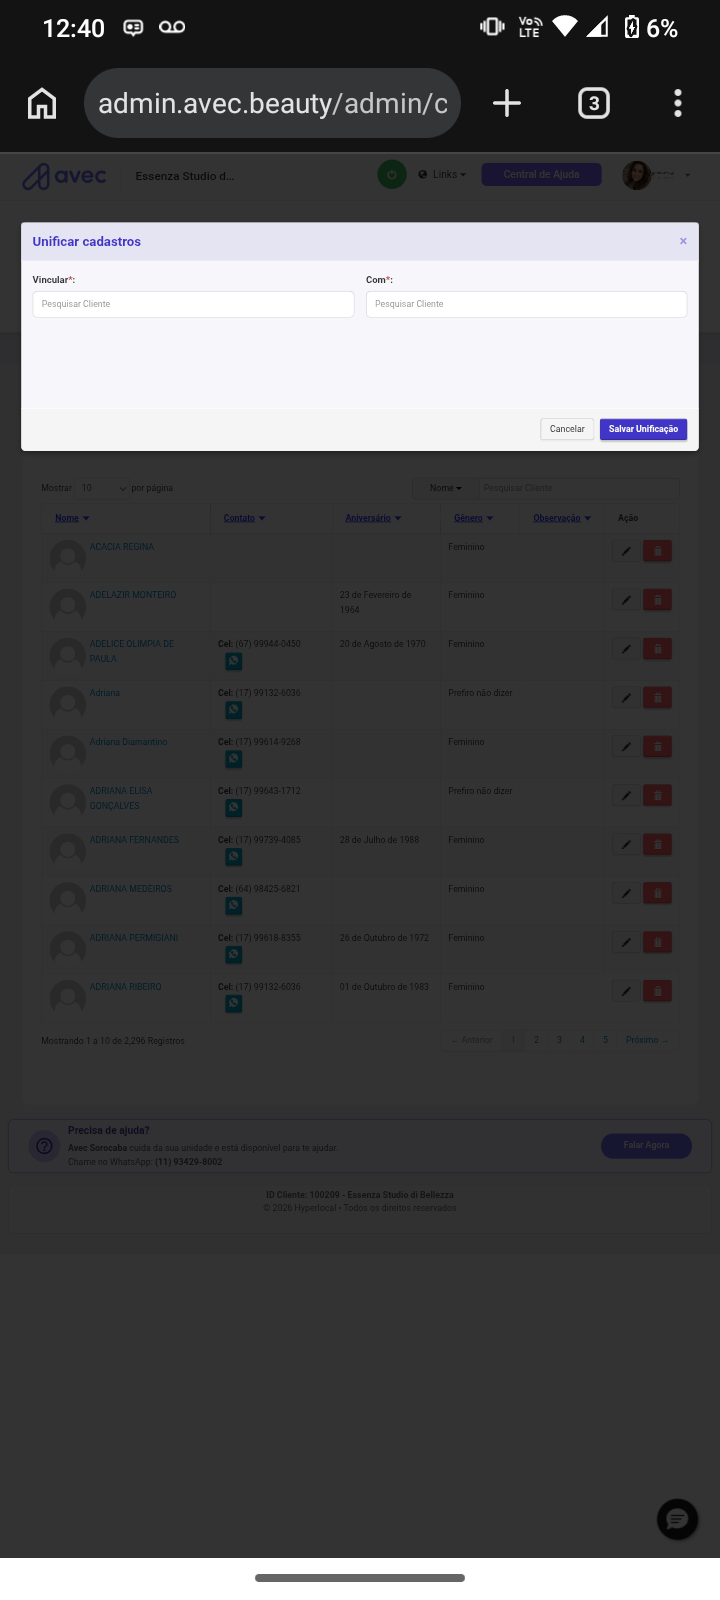 12:40
Vo LTE
6%
admin.avec.beauty/admin/c
3
avec
Essenza Studio d...
Links
Central de Ajuda
Unificar cadastros
×
Vincular*:
Com*:
Pesquisar Cliente
Pesquisar Cliente
Cancelar
Salvar Unificação
Mostrar 10 por página
Nome
Pesquisar Cliente
Nome Contato Aniversário Gênero Observação Ação
ACACIA REGINA Feminino
ADELAZIR MONTEIRO 23 de Fevereiro de Feminino
1964
ADELICE OLIMPIA DE Cel: (67) 99944-0450 20 de Agosto de 1970 Feminino
PAULA
Adriana Cel: (17) 99132-6036 Prefiro não dizer
Adriana Diamantino Cel: (17) 99614-9268 Feminino
ADRIANA ELISA Cel: (17) 99643-1712 Prefiro não dizer
GONÇALVES
ADRIANA FERNANDES Cel: (17) 99739-4085 28 de Julho de 1988 Feminino
ADRIANA MEDEIROS Cel: (64) 98425-6821 Feminino
ADRIANA PERMIGIANI Cel: (17) 99618-8355 26 de Outubro de 1972 Feminino
ADRIANA RIBEIRO Cel: (17) 99132-6036 01 de Outubro de 1983 Feminino
Mostrando 1 a 10 de 2,296 Registros
← Anterior 1 2 3 4 5 Próximo →
Precisa de ajuda?
Avec Sorocaba cuida da sua unidade e está disponível para te ajudar.
Chame no WhatsApp: (11) 93429-8002
Falar Agora
ID Cliente: 100209 - Essenza Studio di Bellezza
© 2026 Hyperlocal • Todos os direitos reservados